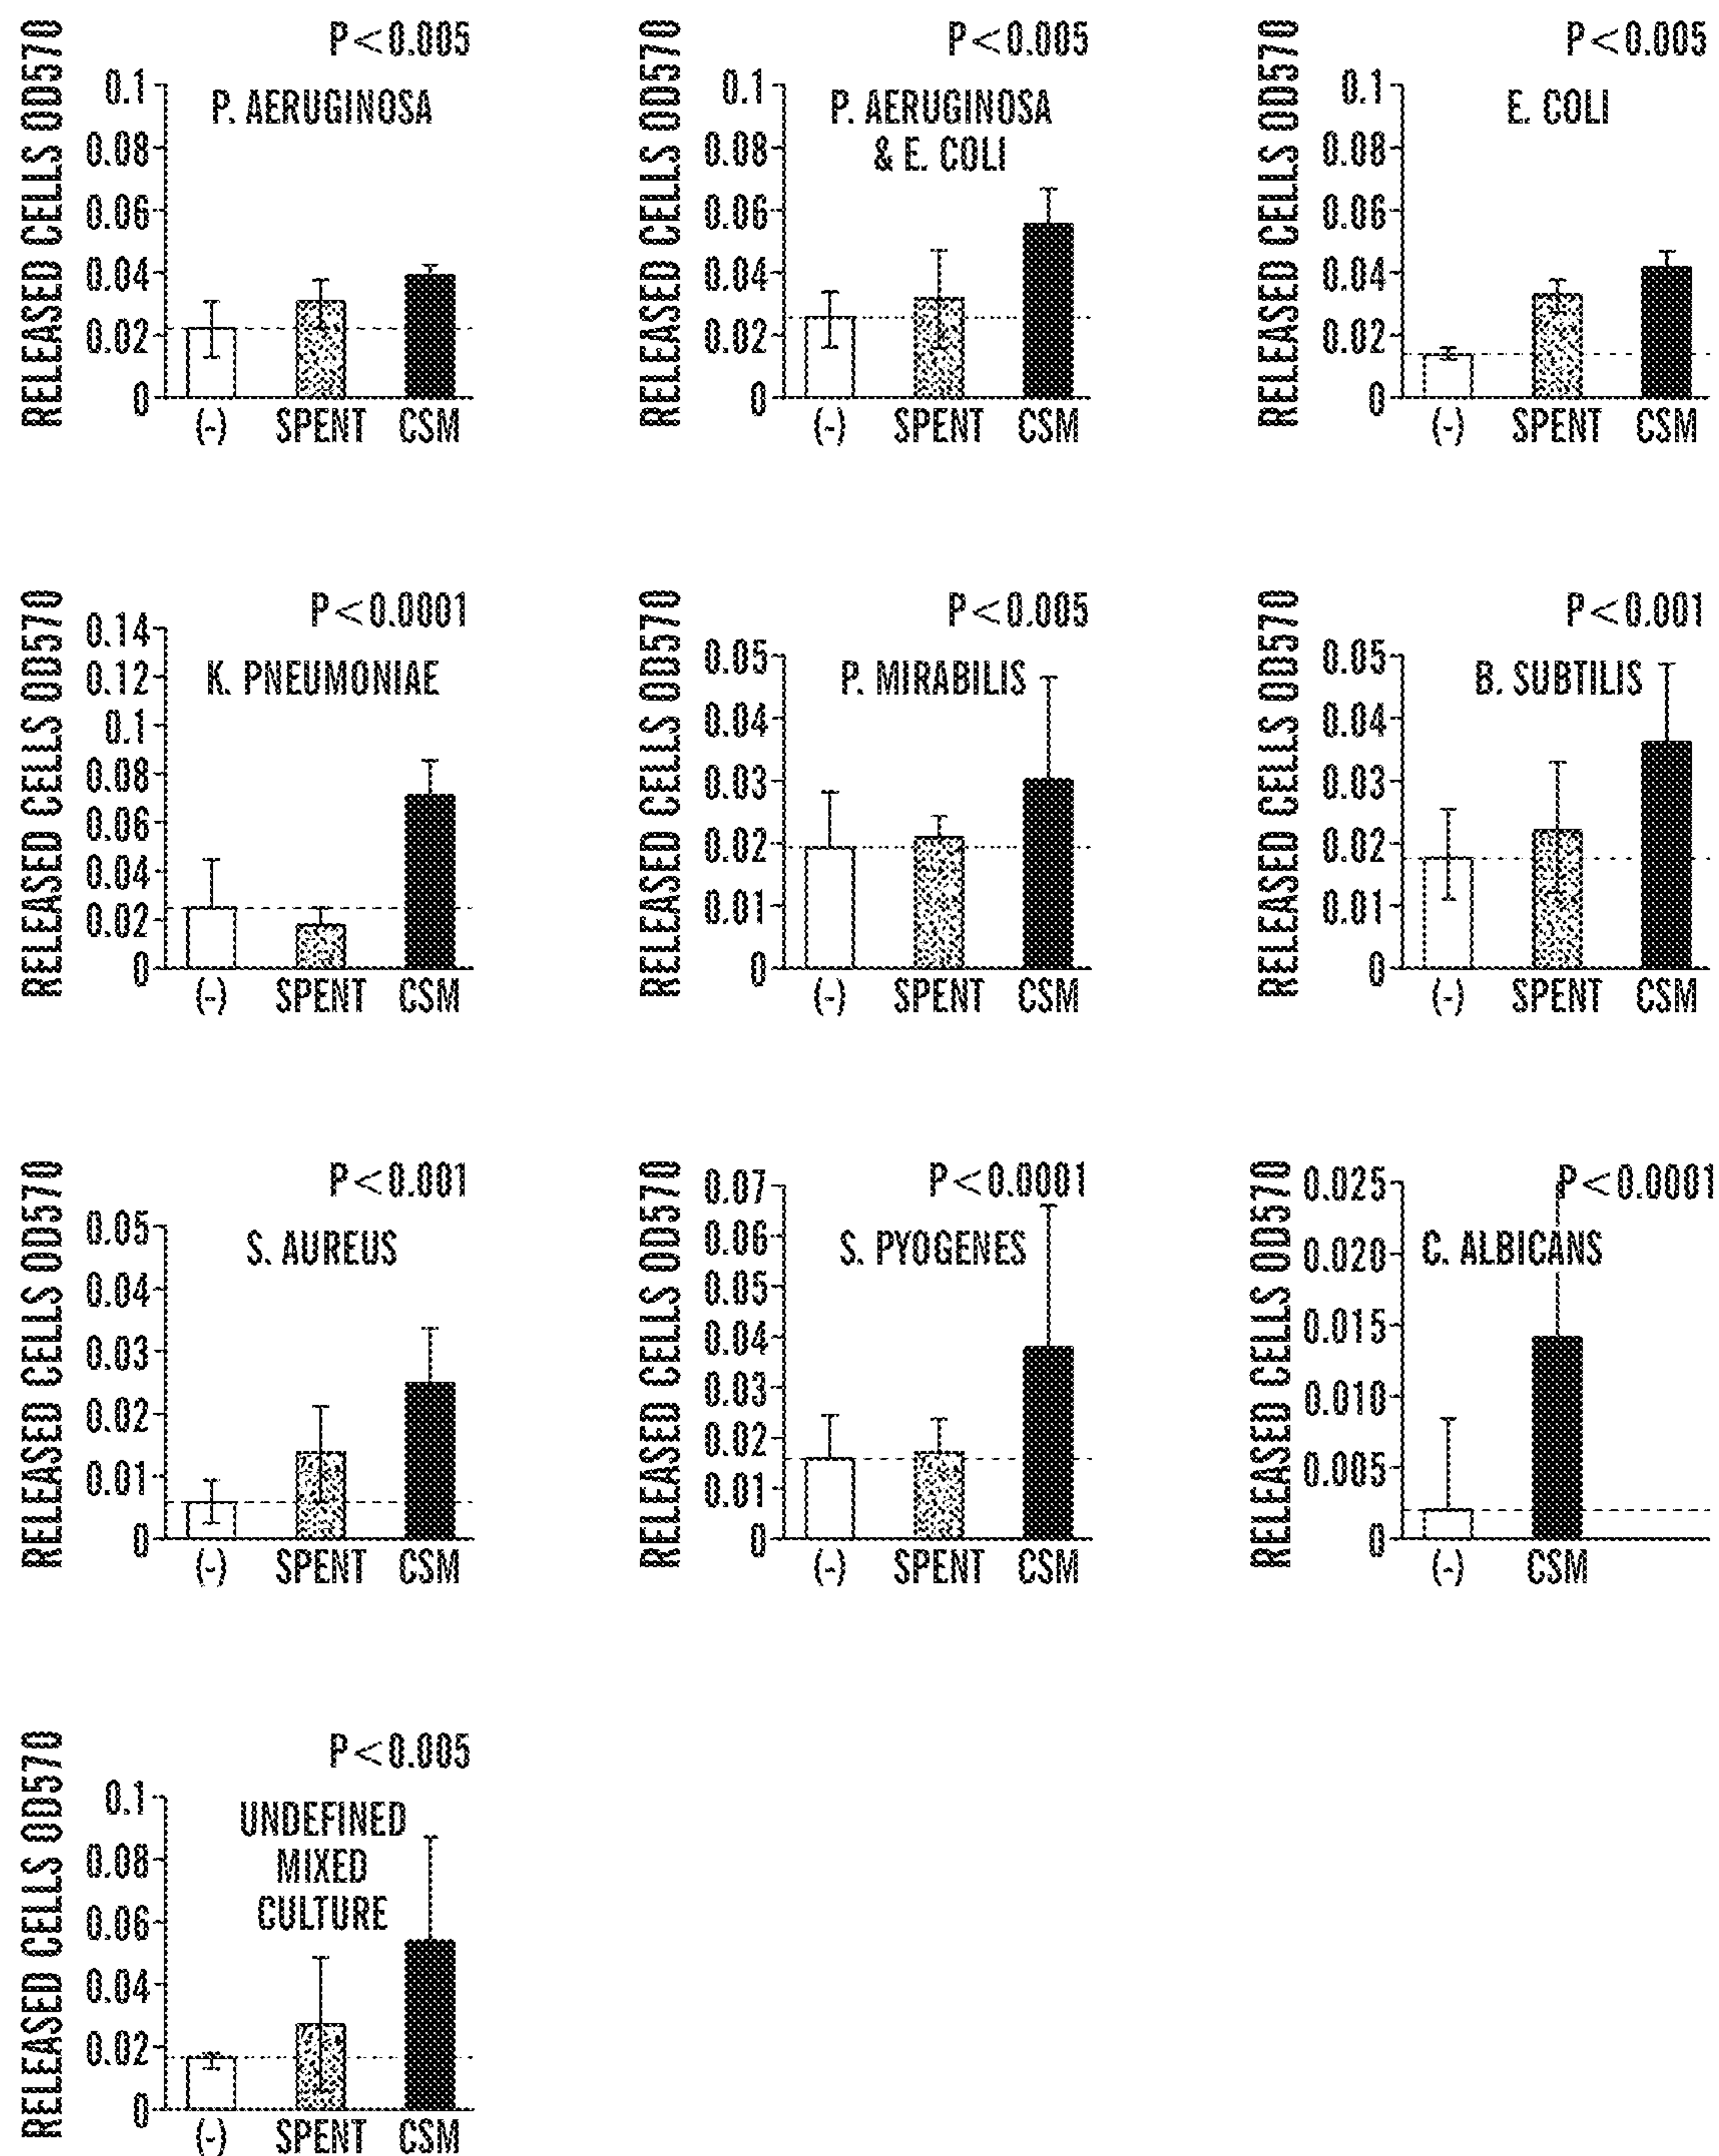 RELEASED CELLS OD570
P<0.005
P. AERUGINOSA
0.1
0.08
0.06
0.04
0.02
0
(-) SPENT CSM
RELEASED CELLS OD570
P<0.005
P. AERUGINOSA
& E. COLI
0.1
0.08
0.06
0.04
0.02
0
(-) SPENT CSM
RELEASED CELLS OD570
P<0.005
E. COLI
0.1
0.08
0.06
0.04
0.02
0
(-) SPENT CSM
RELEASED CELLS OD570
P<0.0001
K. PNEUMONIAE
0.14
0.12
0.1
0.08
0.06
0.04
0.02
0
(-) SPENT CSM
RELEASED CELLS OD570
P<0.005
P. MIRABILIS
0.05
0.04
0.03
0.02
0.01
0
(-) SPENT CSM
RELEASED CELLS OD570
P<0.001
B. SUBTILIS
0.05
0.04
0.03
0.02
0.01
0
(-) SPENT CSM
RELEASED CELLS OD570
P<0.001
S. AUREUS
0.05
0.04
0.03
0.02
0.01
0
(-) SPENT CSM
RELEASED CELLS OD570
P<0.0001
S. PYOGENES
0.07
0.06
0.05
0.04
0.03
0.02
0.01
0
(-) SPENT CSM
RELEASED CELLS OD570
P<0.0001
C. ALBICANS
0.025
0.020
0.015
0.010
0.005
0
(-) CSM
RELEASED CELLS OD570
P<0.005
UNDEFINED
MIXED
CULTURE
0.1
0.08
0.06
0.04
0.02
0
(-) SPENT CSM